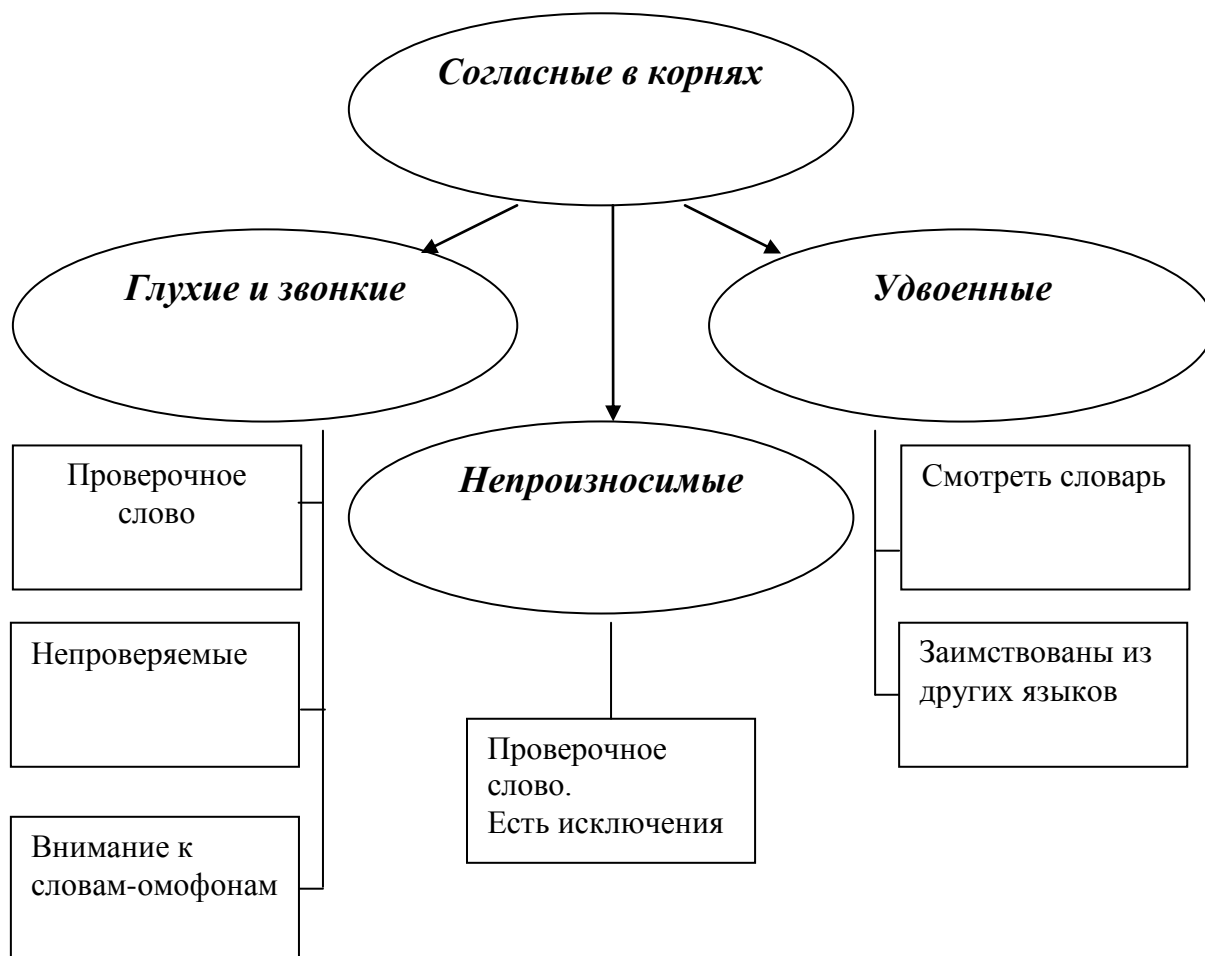 Согласные в корнях
Глухие и звонкие
Удвоенные
Непроизносимые
Проверочное
слово
Непроверяемые
Внимание к
словам-омофонам
Проверочное
слово.
Есть исключения
Смотреть словарь
Заимствованы из
других языков